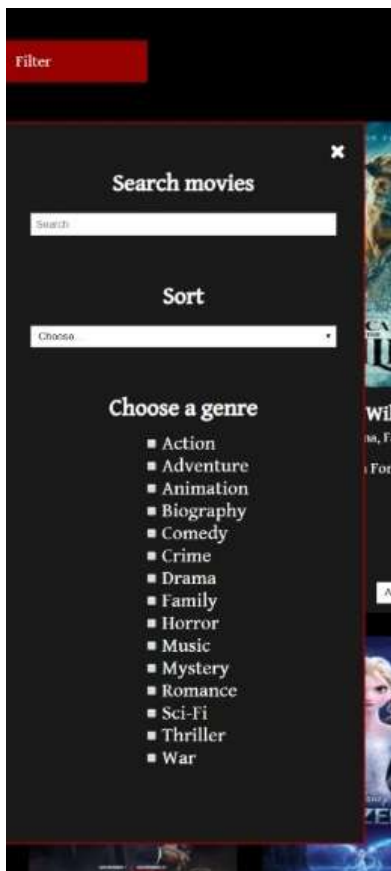 Filter
Search movies
Search
Sort
Choose...
Choose a genre
Action
Adventure
Animation
Biography
Comedy
Crime
Drama
Family
Horror
Music
Mystery
Romance
Sci-Fi
Thriller
War